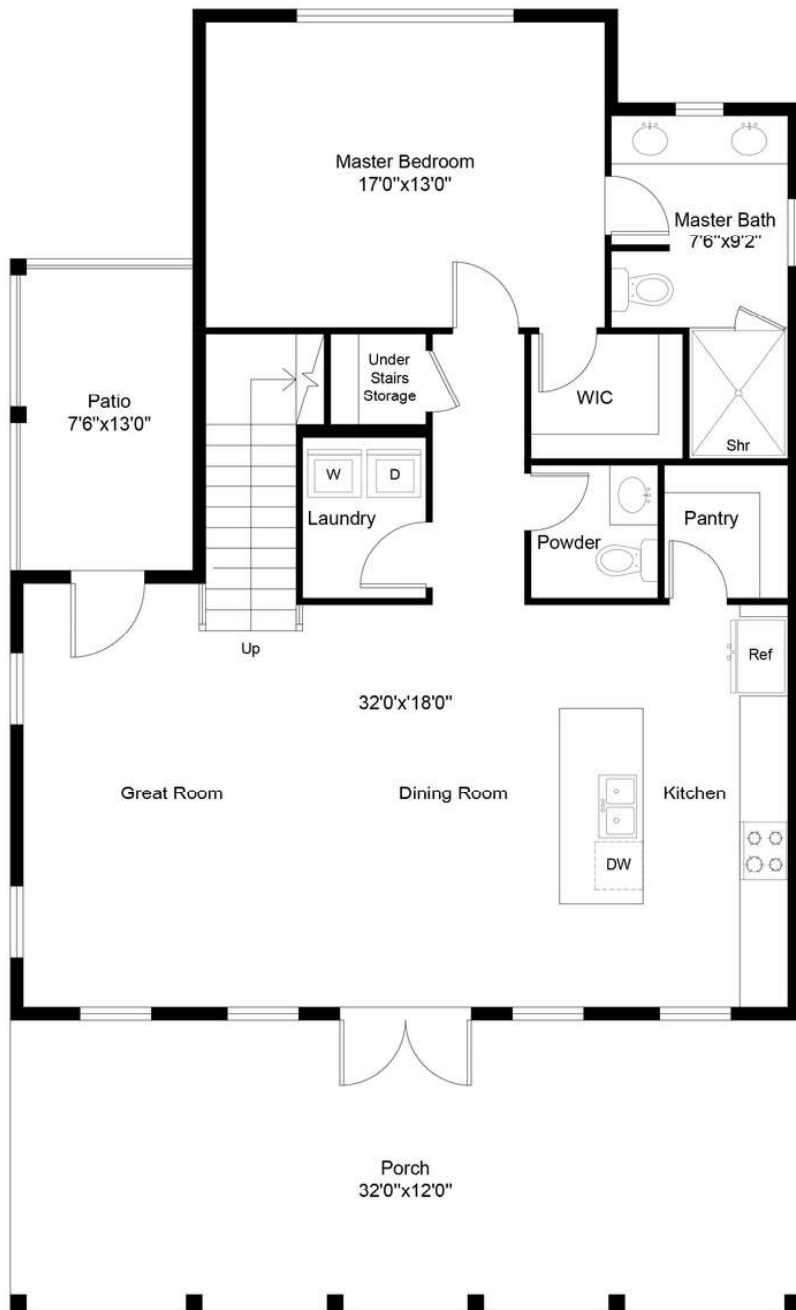 Master Bedroom
17'0"x13'0"
Master Bath
7'6"x9'2"
Under
Stairs
Storage
Patio
7'6"x13'0"
WIC
Shr
W
D
Laundry
Powder
Pantry
Up
Ref
32'0'x'18'0"
Great Room
Dining Room
Kitchen
DW
Porch
32'0"x12'0"